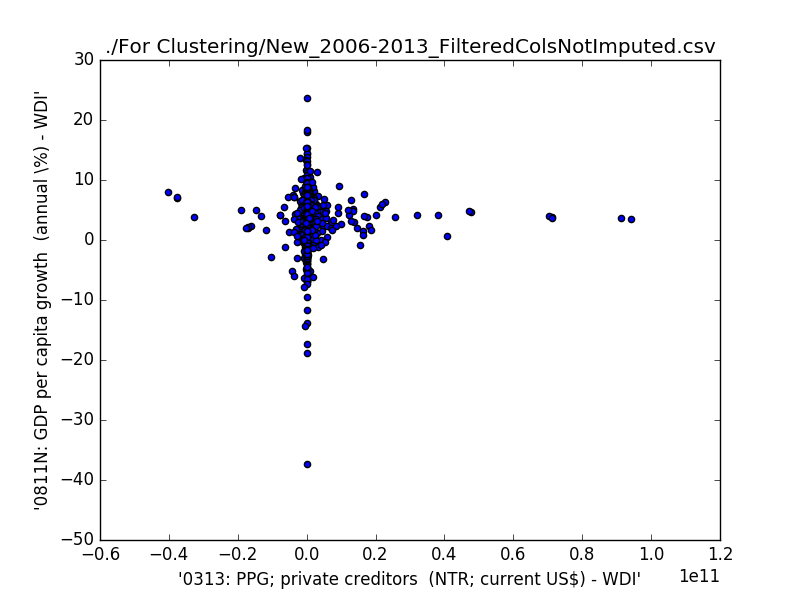 ./For Clustering/New_2006-2013_FilteredColsNotImputed.csv
30
20
10
0
−10
−20
−30
−40
−50
'0811N: GDP per capita growth  (annual \%) - WDI'
−0.6 −0.4 −0.2 0.0 0.2 0.4 0.6 0.8 1.0 1.2
1e11
'0313: PPG; private creditors  (NTR; current US$) - WDI'